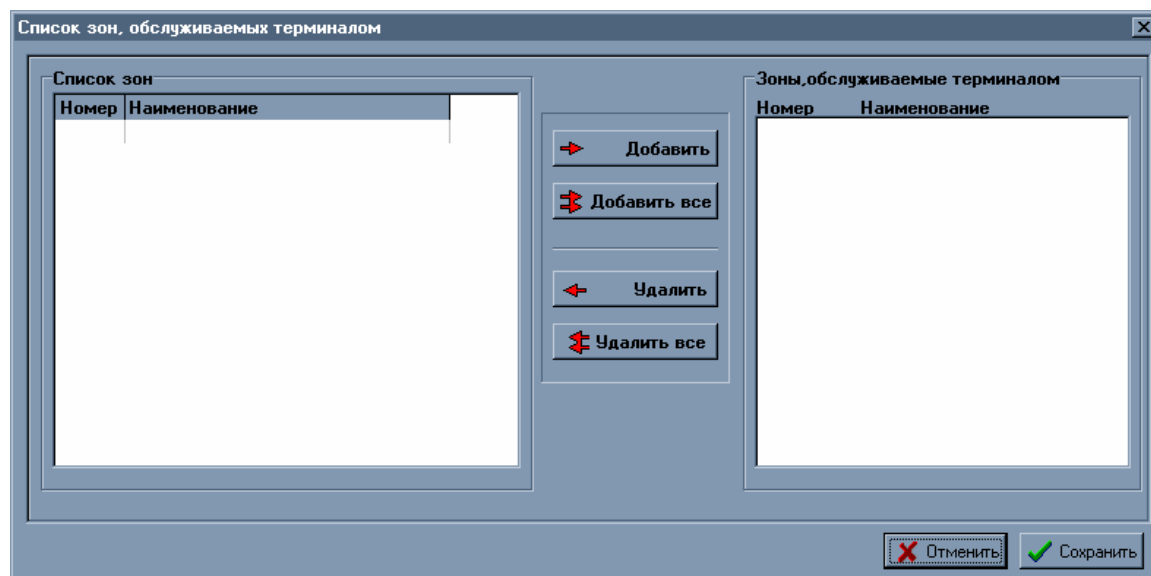 Список зон, обслуживаемых терминалом
Список зон
Номер Наименование
Добавить
Добавить все
Удалить
Удалить все
Зоны,обслуживаемые терминалом
Номер Наименование
Отменить
Сохранить